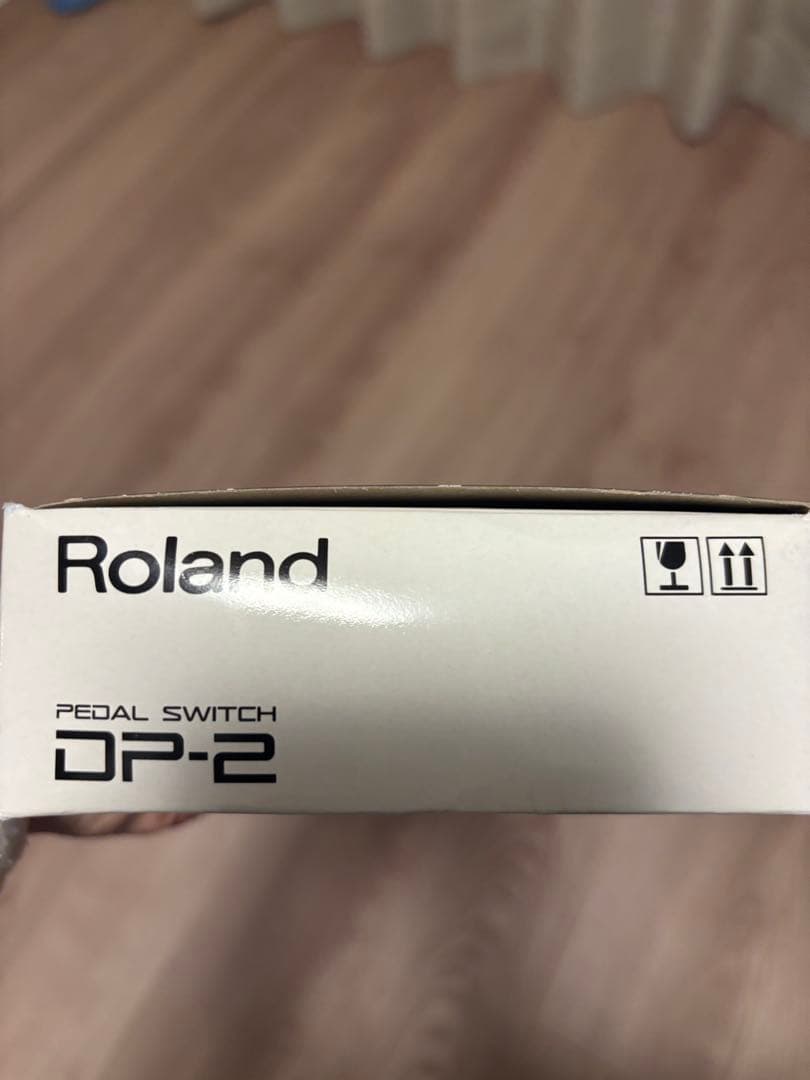 Roland
PEDAL SWITCH
DP-2